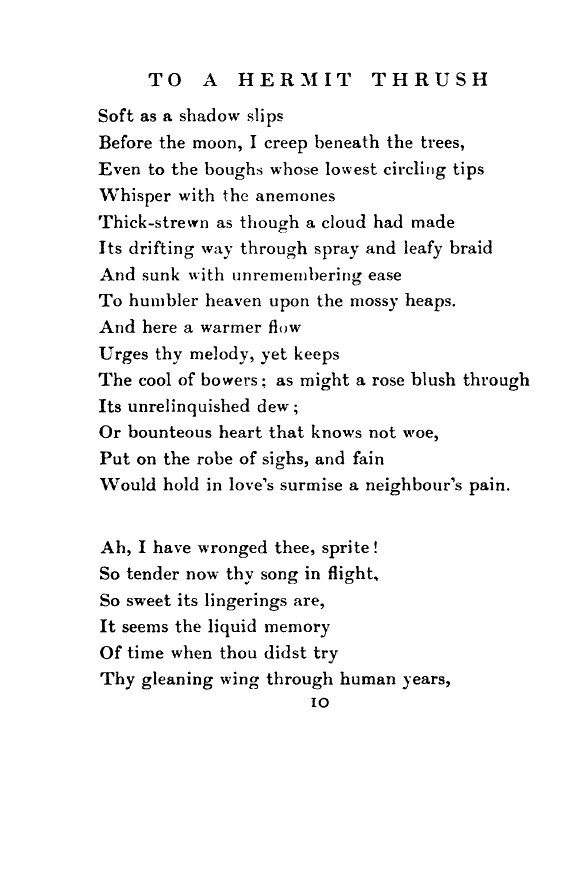 TO A HERMIT THRUSH
Soft as a shadow slips
Before the moon, I creep beneath the trees,
Even to the boughs whose lowest circling tips
Whisper with the anemones
Thick-strewn as though a cloud had made
Its drifting way through spray and leafy braid
And sunk with unremembering ease
To humbler heaven upon the mossy heaps.
And here a warmer flow
Urges thy melody, yet keeps
The cool of bowers; as might a rose blush through
Its unrelinquished dew;
Or bounteous heart that knows not woe,
Put on the robe of sighs, and fain
Would hold in love's surmise a neighbour's pain.
Ah, I have wronged thee, sprite!
So tender now thy song in flight,
So sweet its lingerings are,
It seems the liquid memory
Of time when thou didst try
Thy gleaning wing through human years,
10